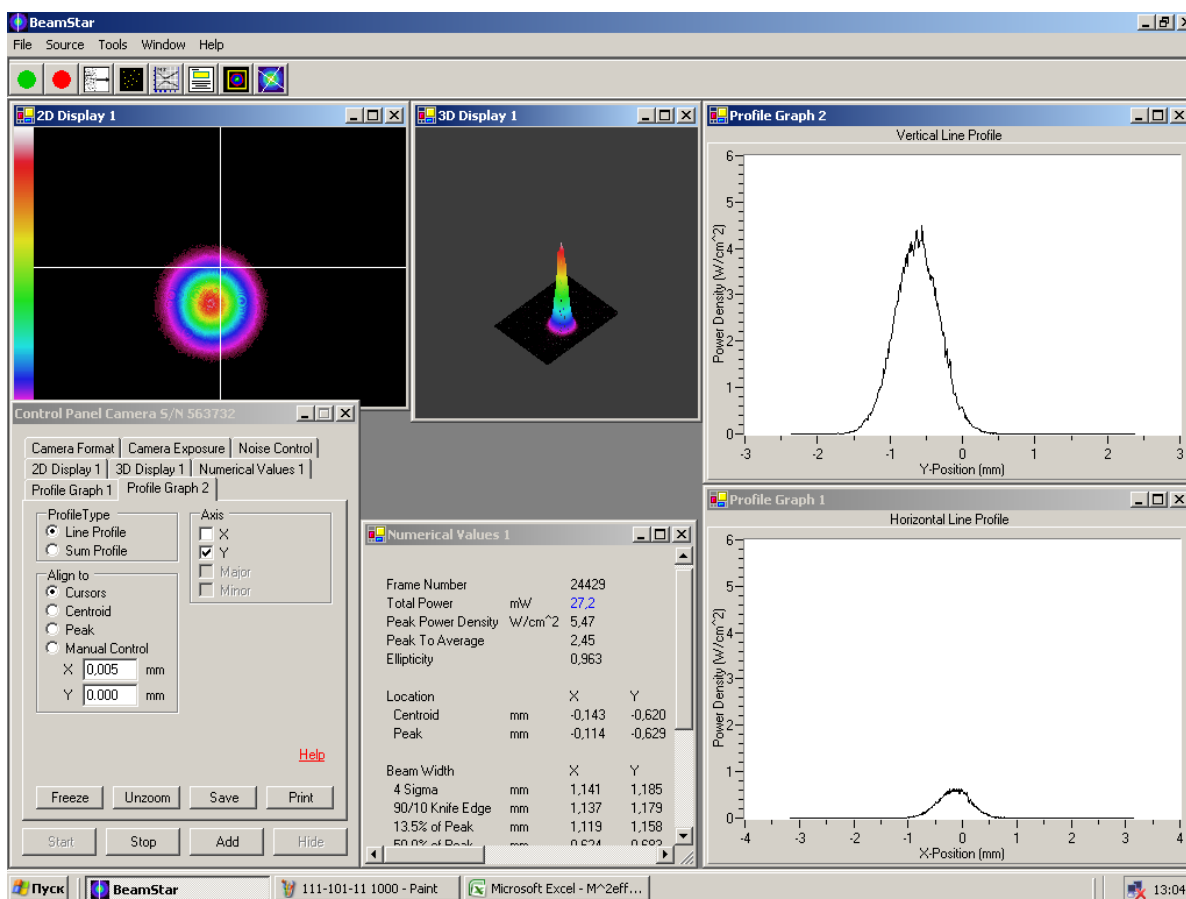 BeamStar
File Source Tools Window Help
2D Display 1
3D Display 1
Profile Graph 2
Vertical Line Profile
Power Density (W/cm^2)
6
5
4
3
2
1
0
-3 -2 -1 0 1 2 3
Y-Position (mm)
Control Panel Camera S/N 563732
Camera Format Camera Exposure Noise Control
2D Display 1 3D Display 1 Numerical Values 1
Profile Graph 1 Profile Graph 2
ProfileType
Line Profile
Sum Profile
Axis
X
Y
Major
Minor
Align to
Cursors
Centroid
Peak
Manual Control
X 0,005 mm
Y 0.000 mm
Help
Freeze Unzoom Save Print
Start Stop Add Hide
Numerical Values 1
Frame Number 24429
Total Power mW 27,2
Peak Power Density W/cm^2 5,47
Peak To Average 2,45
Ellipticity 0,963
Location X Y
Centroid mm -0,143 -0,620
Peak mm -0,114 -0,629
Beam Width X Y
4 Sigma mm 1,141 1,185
90/10 Knife Edge mm 1,137 1,179
13.5% of Peak mm 1,119 1,158
50.0% of Peak mm 0,624 0,683
Profile Graph 1
Horizontal Line Profile
Power Density (W/cm^2)
6
5
4
3
2
1
0
-4 -3 -2 -1 0 1 2 3 4
X-Position (mm)
Пуск BeamStar 111-101-11 1000 - Paint Microsoft Excel - M^2eff... 13:04